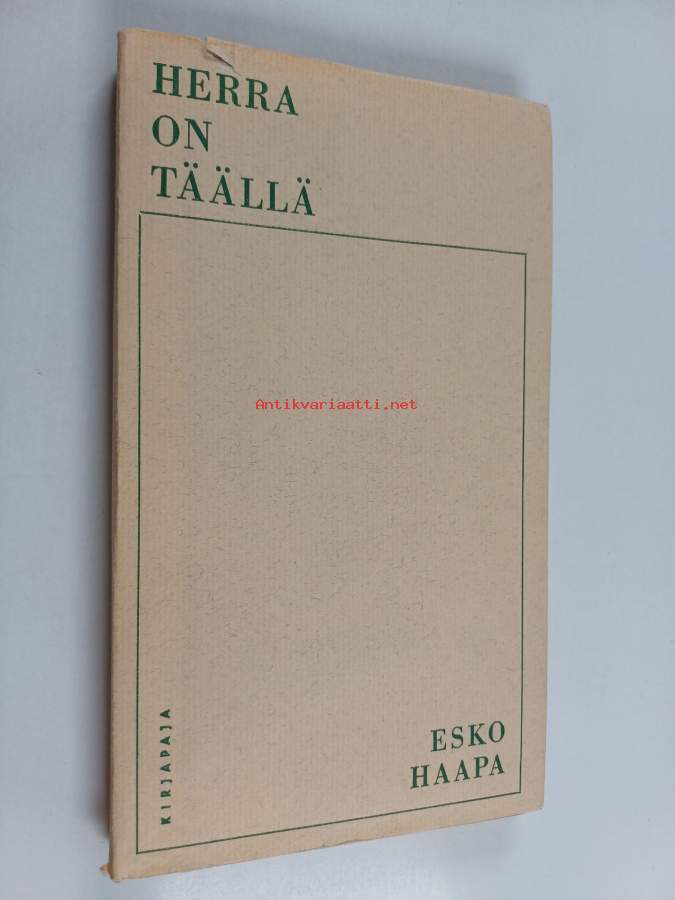 HERRA
ON
TÄÄLLÄ
Antikvariaatti.net
KIRJAPAJA
ESKO
HAAPA